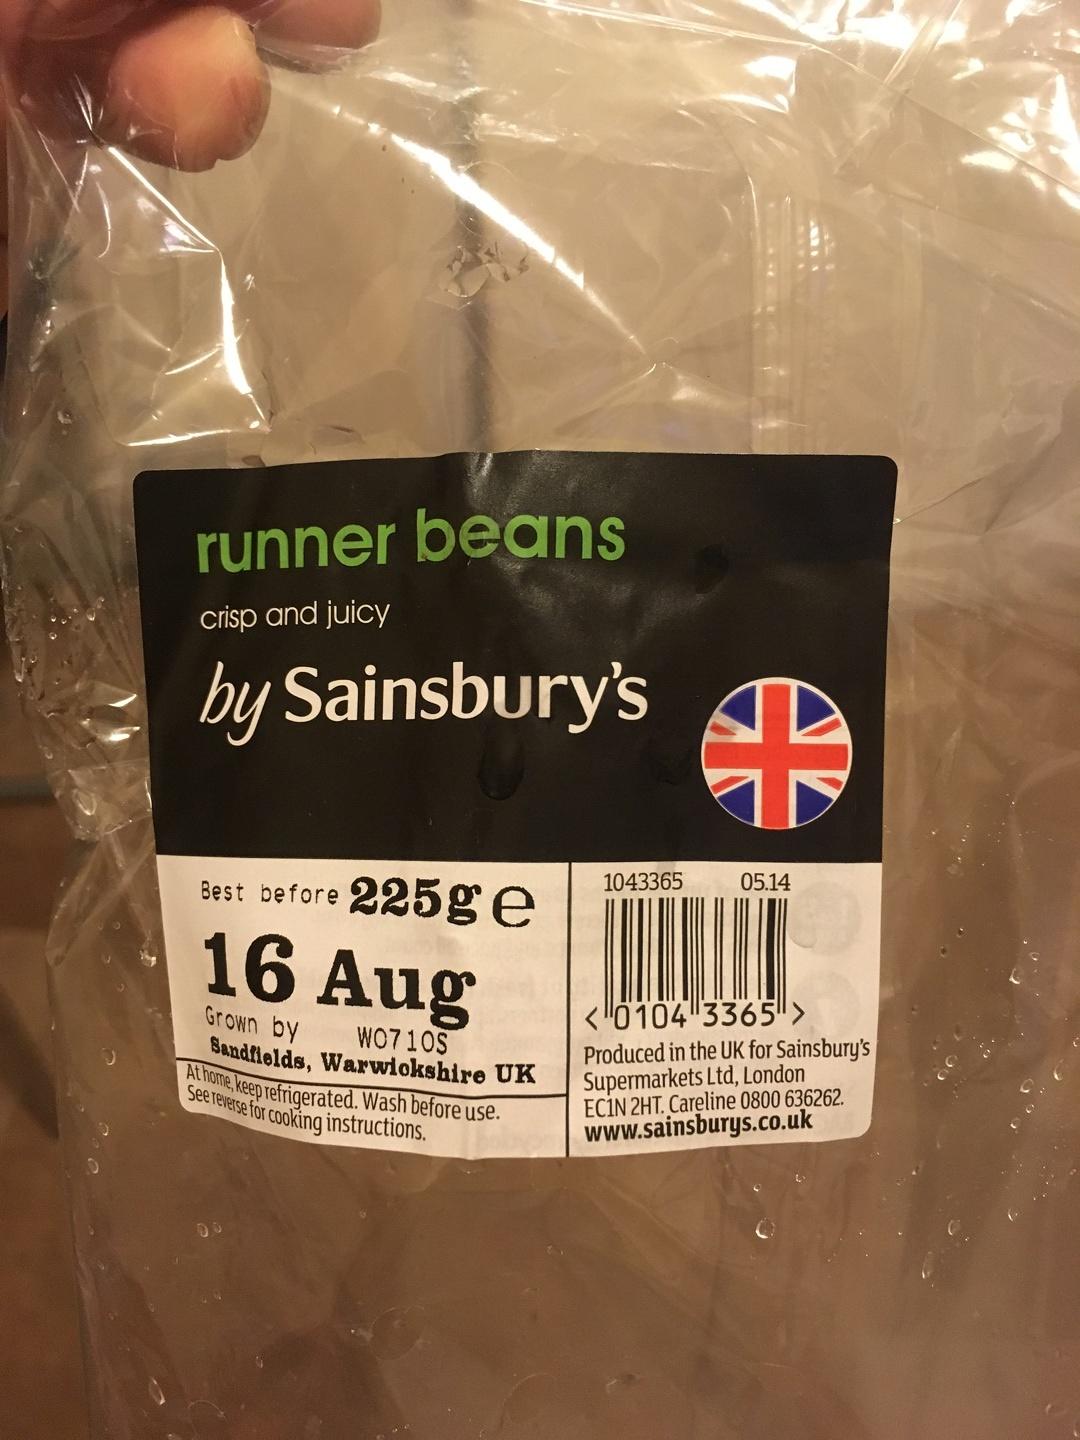 runner beans
crisp and juicy
by Sainsbury's
Best before 225g e
16 Aug
Grown by WO710S
Sandfields, Warwickshire UK
At home, keep refrigerated. Wash before use.
See reverse for cooking instructions.
1043365 05.14
<"0104"3365">
Produced in the UK for Sainsbury's
Supermarkets Ltd, London
EC1N 2HT. Careline 0800 636262.
www.sainsburys.co.uk